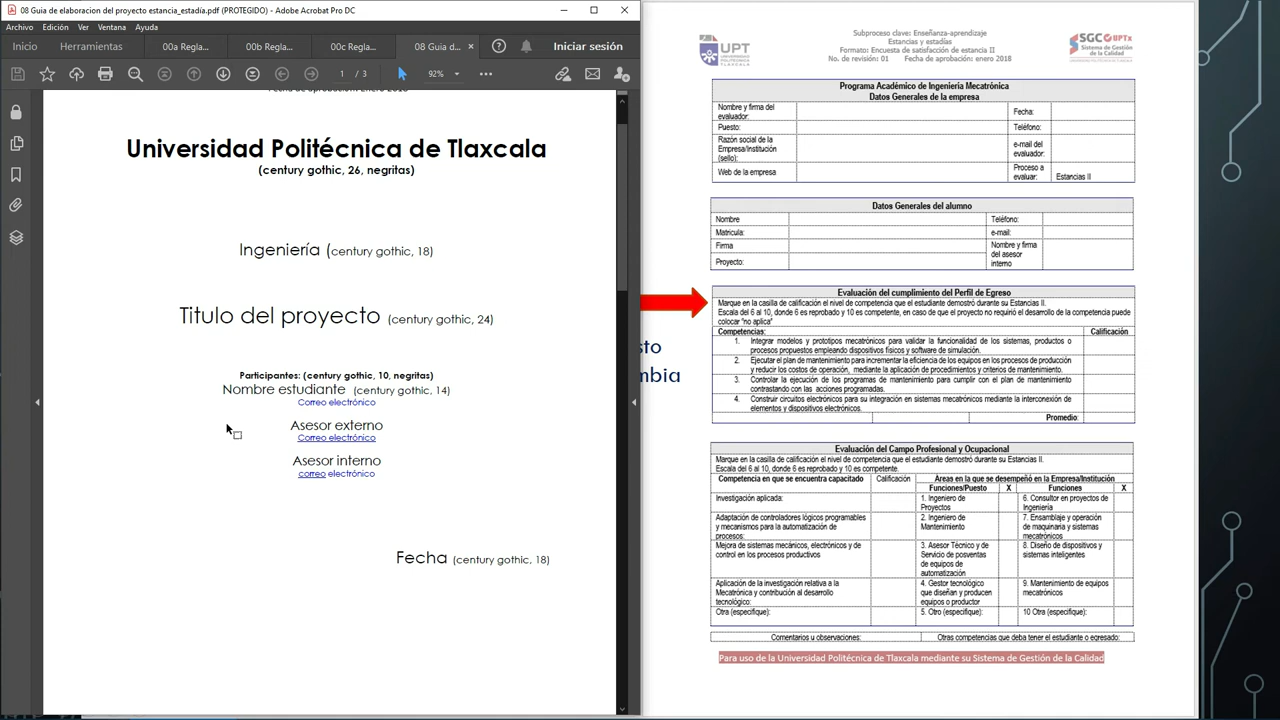 08 Guia de elaboracion del proyecto estancia_estadía.pdf (PROTEGIDO) - Adobe Acrobat Pro DC
Archivo Edición Ver Ventana Ayuda
Inicio Herramientas 00a Regla... 00b Regla... 00c Regla... 08 Guia d... × Iniciar sesión
1 / 3 92%
Universidad Politécnica de Tlaxcala
(century gothic, 26, negritas)
Ingeniería (century gothic, 18)
Titulo del proyecto (century gothic, 24)
Participantes: (century gothic, 10, negritas)
Nombre estudiante (century gothic, 14)
Correo electrónico
Asesor externo
Correo electrónico
Asesor interno
correo electrónico
Fecha (century gothic, 18)
sto
mbia
UPT
UNIVERSIDAD POLITÉCNICA TLAXCALA
Subproceso clave: Enseñanza-aprendizaje
Estancias y estadías
Formato: Encuesta de satisfacción de estancia II
No. de revisión: 01 Fecha de aprobación: enero 2018
SGC UPTx
Sistema de Gestión
de la Calidad
Programa Académico de Ingeniería Mecatrónica
Datos Generales de la empresa
Nombre y firma del evaluador: Fecha:
Puesto: Teléfono:
Razón social de la Empresa/Institución (sello): e-mail del evaluador:
Web de la empresa Proceso a evaluar: Estancias II
Datos Generales del alumno
Nombre Teléfono:
Matricula: e-mail:
Firma Nombre y firma del asesor interno
Proyecto:
Evaluación del cumplimiento del Perfil de Egreso
Marque en la casilla de calificación el nivel de competencia que el estudiante demostró durante su Estancias II.
Escala del 6 al 10, donde 6 es reprobado y 10 es competente, en caso de que el proyecto no requirió el desarrollo de la competencia puede
colocar "no aplica"
Competencias: Calificación
1. Integrar modelos y prototipos mecatrónicos para validar la funcionalidad de los sistemas, productos o
procesos propuestos empleando dispositivos físicos y software de simulación.
2. Ejecutar el plan de mantenimiento para incrementar la eficiencia de los equipos en los procesos de producción
y reducir los costos de operación, mediante la aplicación de procedimientos y criterios de mantenimiento.
3. Controlar la ejecución de los programas de mantenimiento para cumplir con el plan de mantenimiento
contrastando con las acciones programadas.
4. Construir circuitos electrónicos para su integración en sistemas mecatrónicos mediante la interconexión de
elementos y dispositivos electrónicos.
Promedio:
Evaluación del Campo Profesional y Ocupacional
Marque en la casilla de calificación el nivel de competencia que el estudiante demostró durante su Estancias II.
Escala del 6 al 10, donde 6 es reprobado y 10 es competente.
Competencia en que se encuentra capacitado Calificación Áreas en la que se desempeñó en la Empresa/Institución
Funciones/Puesto X Funciones X
Investigación aplicada: 1. Ingeniero de Proyectos 6. Consultor en proyectos de Ingeniería
Adaptación de controladores lógicos programables y mecanismos para la automatización de procesos: 2. Ingeniero de Mantenimiento 7. Ensamblaje y operación de maquinaria y sistemas mecatrónicos
Mejora de sistemas mecánicos, electrónicos y de control en los procesos productivos 3. Asesor Técnico y de Servicio de posventas de equipos de automatización 8. Diseño de dispositivos y sistemas inteligentes
Aplicación de la investigación relativa a la Mecatrónica y contribución al desarrollo tecnológico: 4. Gestor tecnológico que diseñan y producen equipos o productor 9. Mantenimiento de equipos mecatrónicos
Otra (especifique): 5. Otro (especifique): 10 Otra (especifique):
Comentarios u observaciones: Otras competencias que deba tener el estudiante o egresado:
Para uso de la Universidad Politécnica de Tlaxcala mediante su Sistema de Gestión de la Calidad